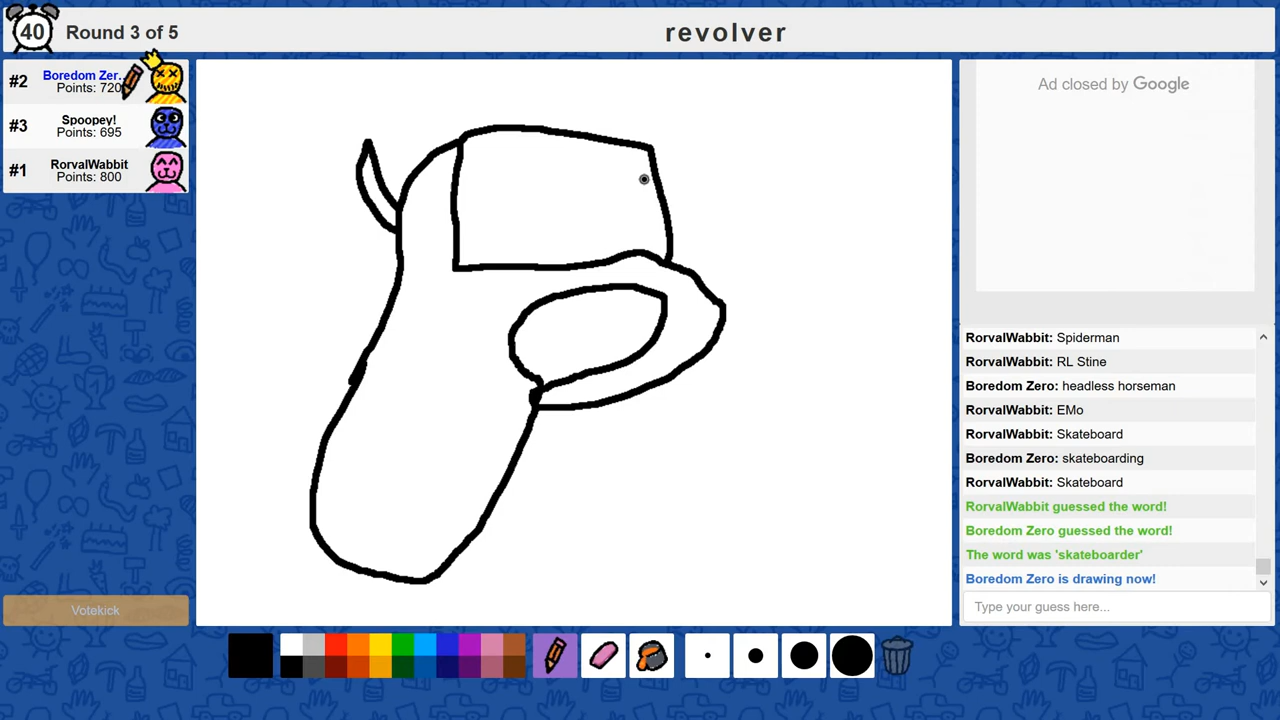 40
Round 3 of 5
revolver
#2
Boredom Zer..
Points: 720
#3
Spoopey!
Points: 695
#1
RorvalWabbit
Points: 800
Votekick
Ad closed by Google
RorvalWabbit: Spiderman
RorvalWabbit: RL Stine
Boredom Zero: headless horseman
RorvalWabbit: EMo
RorvalWabbit: Skateboard
Boredom Zero: skateboarding
RorvalWabbit: Skateboard
RorvalWabbit guessed the word!
Boredom Zero guessed the word!
The word was 'skateboarder'
Boredom Zero is drawing now!
Type your guess here...